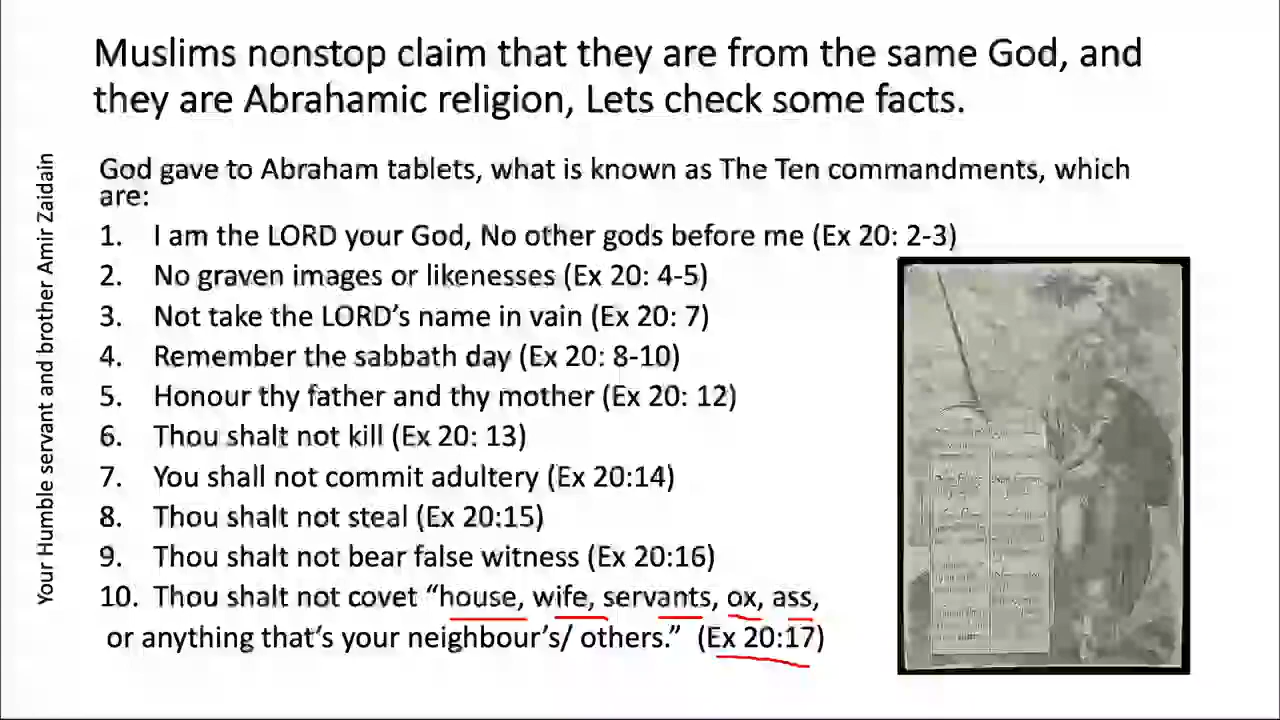 Muslims nonstop claim that they are from the same God, and
they are Abrahamic religion, Lets check some facts.
God gave to Abraham tablets, what is known as The Ten commandments, which
are:
1. I am the LORD your God, No other gods before me (Ex 20: 2-3)
2. No graven images or likenesses (Ex 20: 4-5)
3. Not take the LORD’s name in vain (Ex 20: 7)
4. Remember the sabbath day (Ex 20: 8-10)
5. Honour thy father and thy mother (Ex 20: 12)
6. Thou shalt not kill (Ex 20: 13)
7. You shall not commit adultery (Ex 20:14)
8. Thou shalt not steal (Ex 20:15)
9. Thou shalt not bear false witness (Ex 20:16)
10. Thou shalt not covet “house, wife, servants, ox, ass,
or anything that’s your neighbour’s/ others.” (Ex 20:17)
Your Humble servant and brother Amir Zaidain